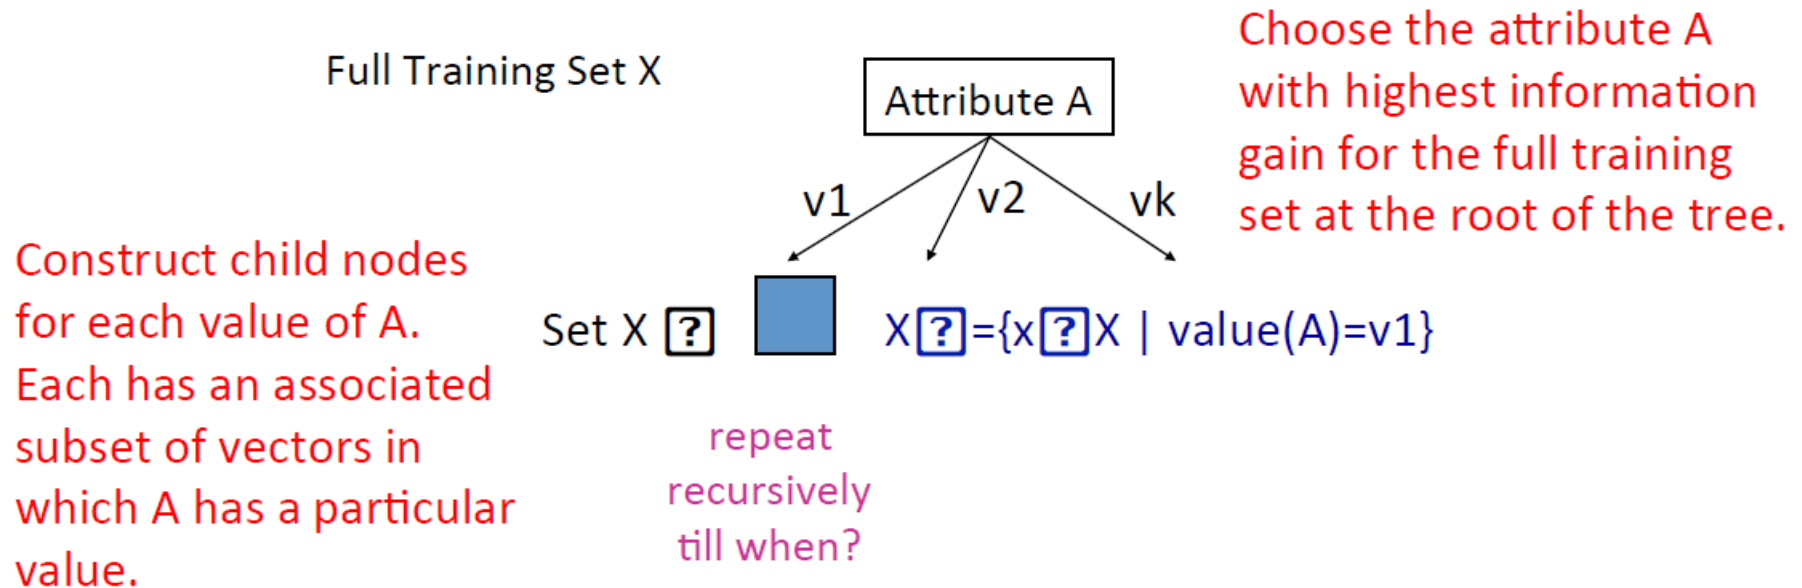 Full Training Set X
Attribute A
Choose the attribute A
with highest information
gain for the full training
set at the root of the tree.
v1
v2
vk
Construct child nodes
for each value of A.
Each has an associated
subset of vectors in
which A has a particular
value.
Set X ⍰
X⍰={x⍰X | value(A)=v1}
repeat
recursively
till when?